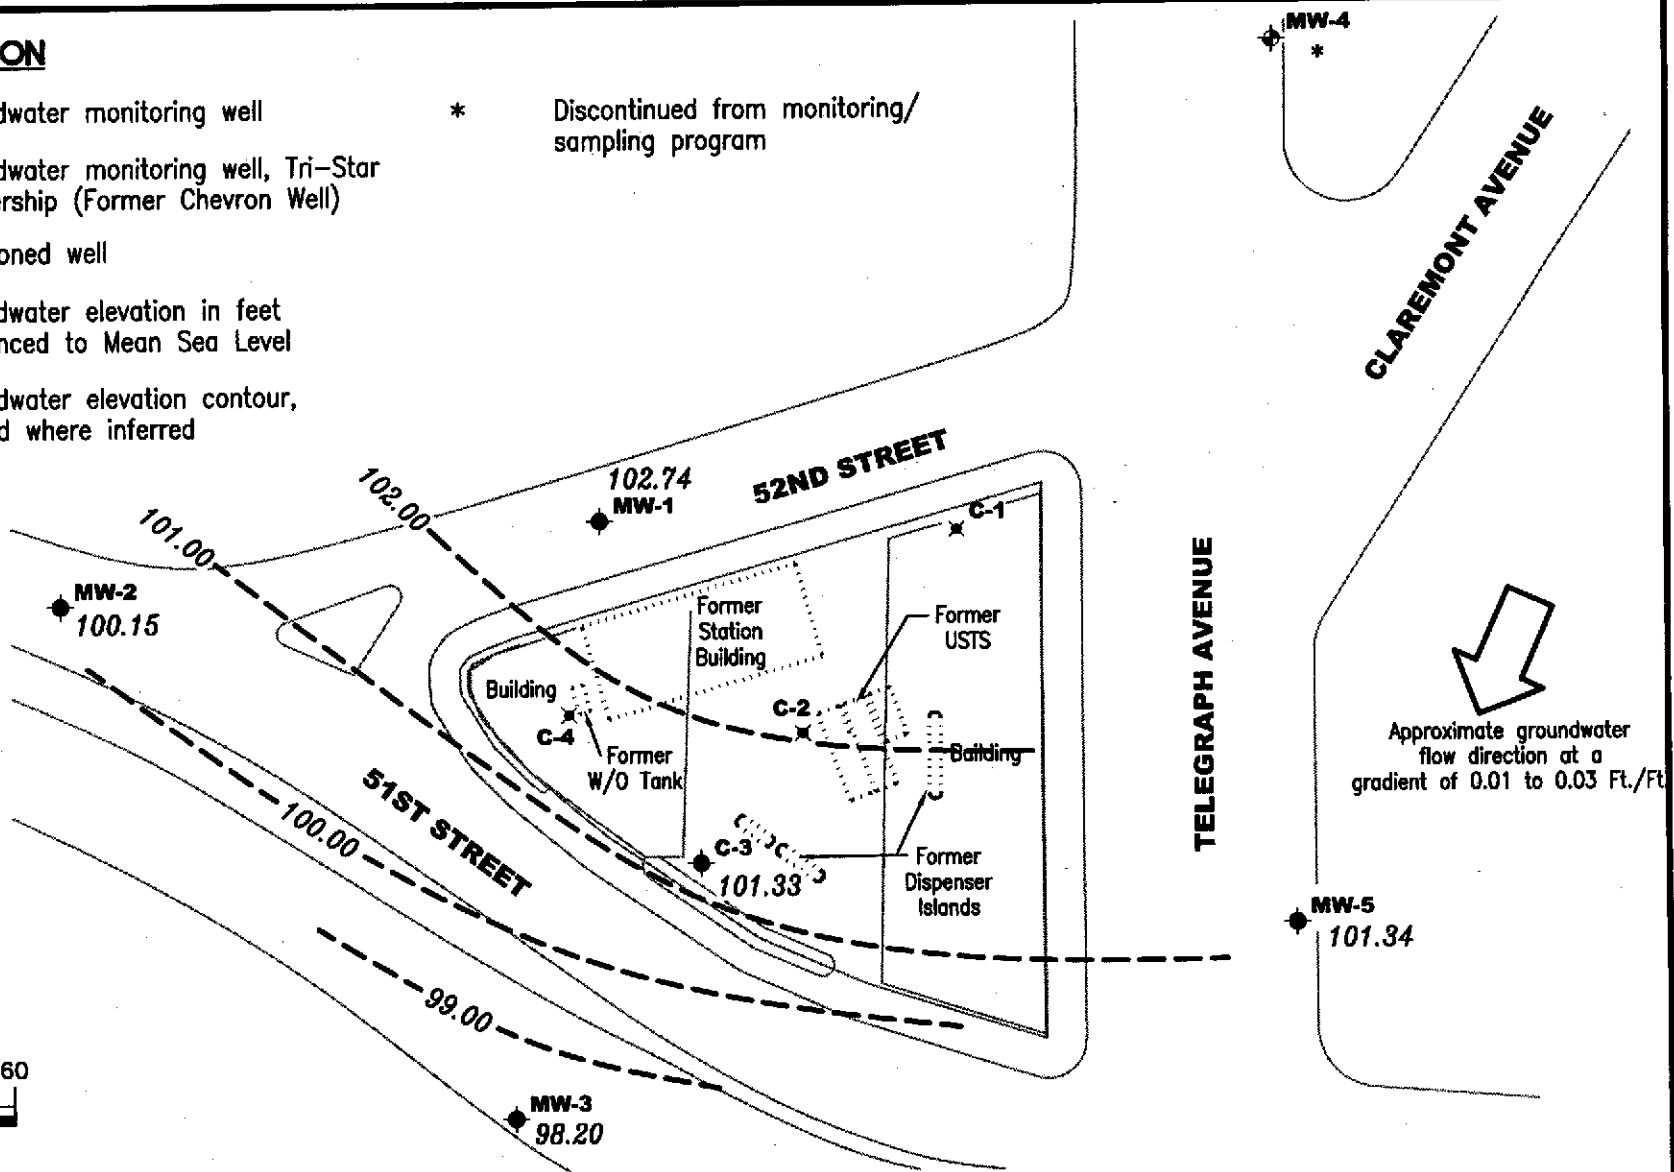 ON
dwater monitoring well
dwater monitoring well, Tri-Star
ership (Former Chevron Well)
oned well
dwater elevation in feet
nced to Mean Sea Level
dwater elevation contour,
d where inferred
* Discontinued from monitoring/
sampling program
MW-4
*
CLAREMONT AVENUE
102.74
MW-1
52ND STREET
102.00
101.00
MW-2
100.15
C-1
Former
Station
Building
Former
USTS
Building
C-4
C-2
Former
W/O Tank
Building
TELEGRAPH AVENUE
Approximate groundwater
flow direction at a
gradient of 0.01 to 0.03 Ft./Ft
51ST STREET
100.00
C-3
101.33
Former
Dispenser
Islands
MW-5
101.34
99.00
60
MW-3
98.20